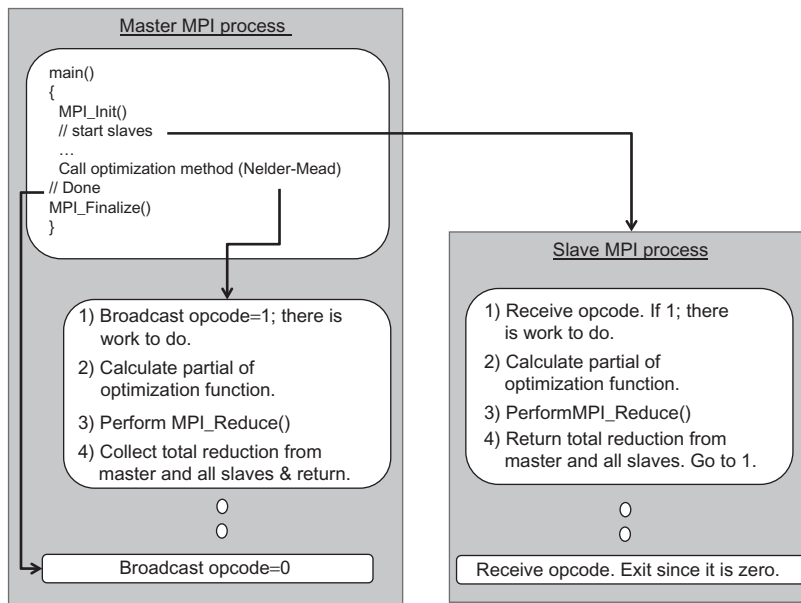 Master MPI process
main()
{
MPI_Init()
// start slaves
…
Call optimization method (Nelder-Mead)
// Done
MPI_Finalize()
}
1) Broadcast opcode=1; there is
work to do.
2) Calculate partial of
optimization function.
3) Perform MPI_Reduce()
4) Collect total reduction from
master and all slaves & return.
Broadcast opcode=0
Slave MPI process
1) Receive opcode. If 1; there
is work to do.
2) Calculate partial of
optimization function.
3) PerformMPI_Reduce()
4) Return total reduction from
master and all slaves. Go to 1.
Receive opcode. Exit since it is zero.